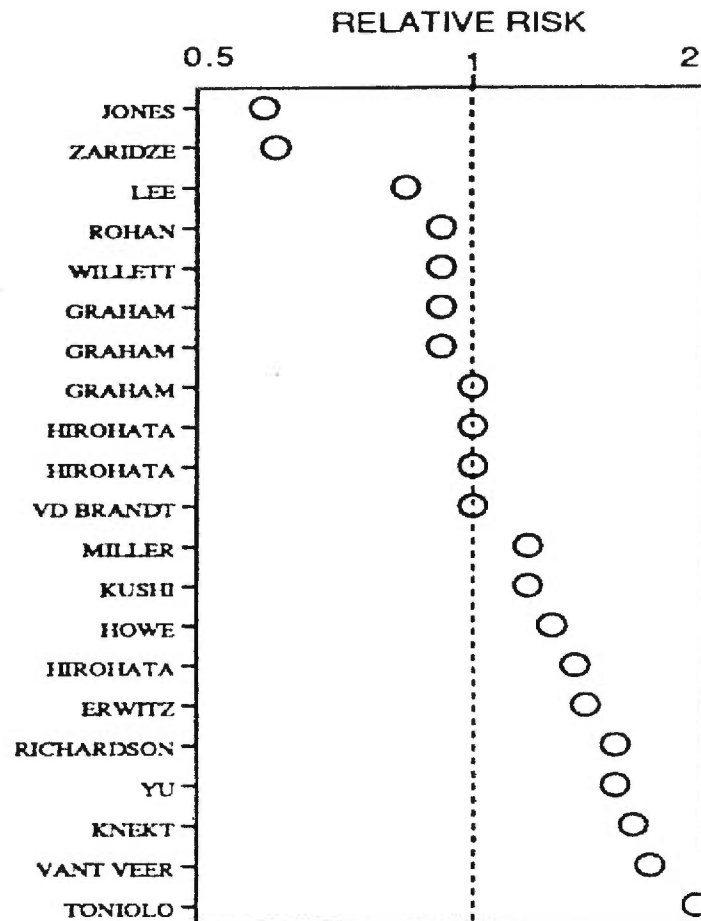 RELATIVE RISK
0.5 1 2
JONES
ZARIDZE
LEE
ROHAN
WILLETT
GRAHAM
GRAHAM
GRAHAM
HIROHATA
HIROHATA
VD BRANDT
MILLER
KUSHI
HOWE
HIROHATA
ERWITZ
RICHARDSON
YU
KNEKT
VANT VEER
TONIOLO